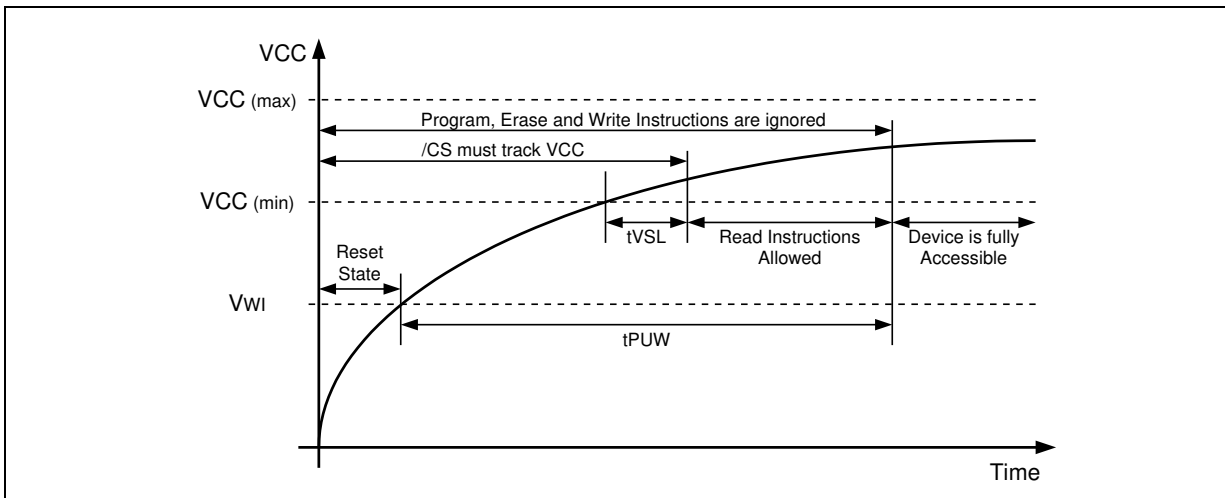 VCC
VCC (max)
Program, Erase and Write Instructions are ignored
/CS must track VCC
VCC (min)
tVSL
Read Instructions
Allowed
Device is fully
Accessible
Reset
State
VWI
tPUW
Time